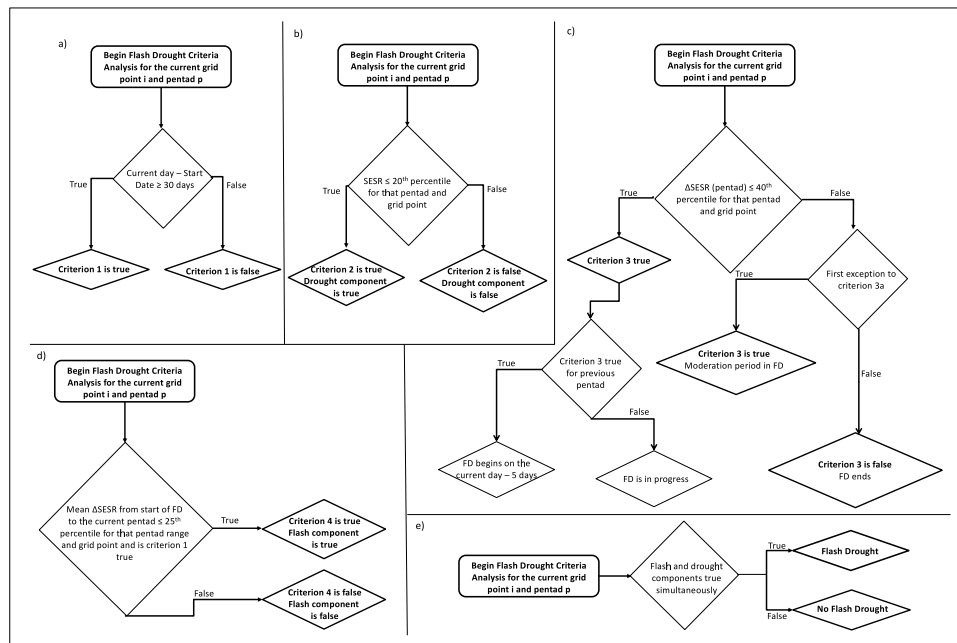 a)
Begin Flash Drought Criteria
Analysis for the current grid
point i and pentad p
Current day – Start
Date ≥ 30 days
True
False
Criterion 1 is true
Criterion 1 is false
b)
Begin Flash Drought Criteria
Analysis for the current grid
point i and pentad p
SESR ≤ 20th percentile
for that pentad and
grid point
True
False
Criterion 2 is true
Drought component
is true
Criterion 2 is false
Drought component
is false
c)
Begin Flash Drought Criteria
Analysis for the current grid
point i and pentad p
ΔSESR (pentad) ≤ 40th
percentile for that pentad
and grid point
True
False
Criterion 3 true
First exception to
criterion 3a
True
Criterion 3 is true
Moderation period in FD
False
Criterion 3 is false
FD ends
Criterion 3 true
for previous
pentad
True
False
FD begins on the
current day – 5 days
FD is in progress
d)
Begin Flash Drought Criteria
Analysis for the current grid
point i and pentad p
Mean ΔSESR from start of FD
to the current pentad ≤ 25th
percentile for that pentad range
and grid point and is criterion 1
true
True
Criterion 4 is true
Flash component
is true
False
Criterion 4 is false
Flash component
is false
e)
Begin Flash Drought Criteria
Analysis for the current grid
point i and pentad p
Flash and drought
components true
simultaneously
True
Flash Drought
False
No Flash Drought